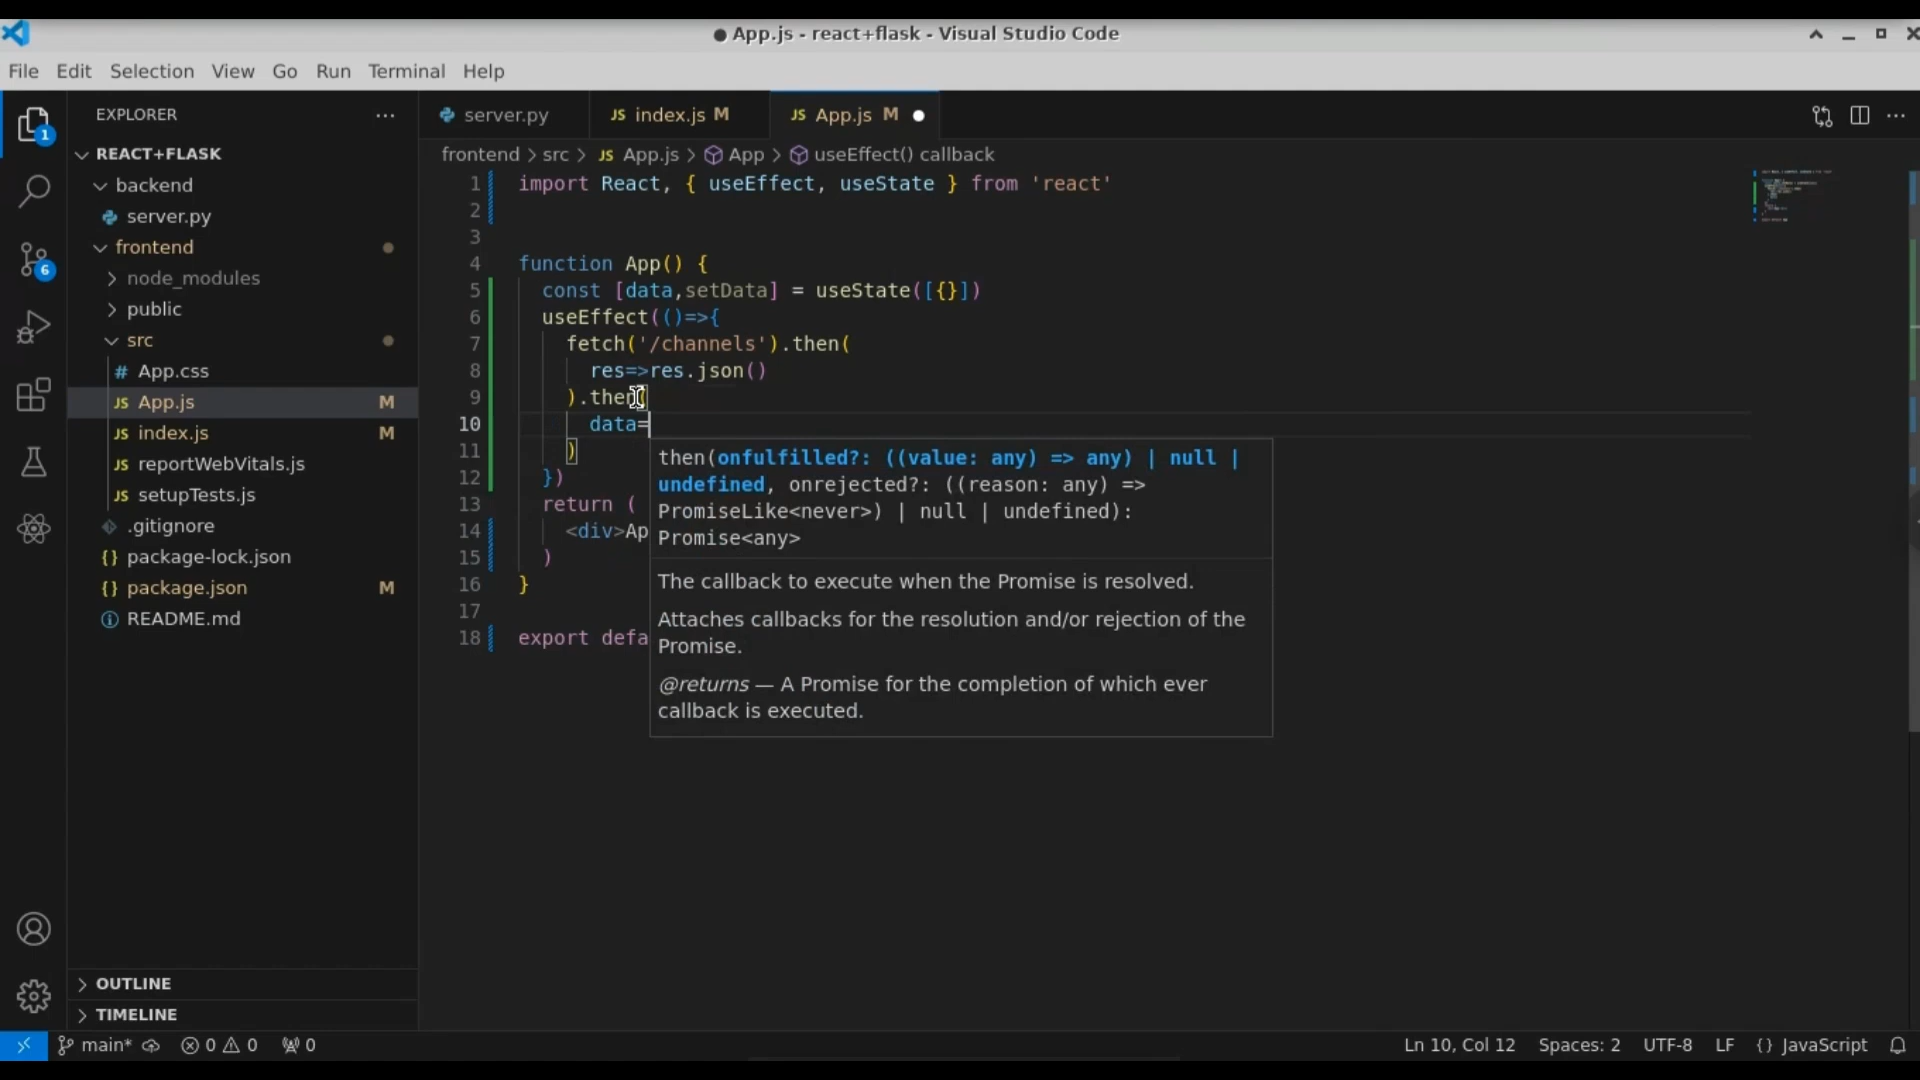 App.js - react+flask - Visual Studio Code
File Edit Selection View Go Run Terminal Help
EXPLORER
REACT+FLASK
backend
server.py
frontend
node_modules
public
src
App.css
App.js M
index.js M
reportWebVitals.js
setupTests.js
.gitignore
package-lock.json
package.json M
README.md
OUTLINE
TIMELINE
1
6
server.py index.js M App.js M
frontend > src > App.js > App > useEffect() callback
1 import React, { useEffect, useState } from 'react'
2
3
4 function App() {
5 const [data,setData] = useState([{}])
6 useEffect(()=>{
7 fetch('/channels').then(
8 res=>res.json()
9 ).then(
10 data=
11 )
12 })
13 return (
14 <div>Ap
15 )
16 }
17
18 export defa
then(onfulfilled?: ((value: any) => any) | null |
undefined, onrejected?: ((reason: any) =>
PromiseLike<never>) | null | undefined):
Promise<any>
The callback to execute when the Promise is resolved.
Attaches callbacks for the resolution and/or rejection of the
Promise.
@returns — A Promise for the completion of which ever
callback is executed.
main* 0 0 0 Ln 10, Col 12 Spaces: 2 UTF-8 LF {} JavaScript